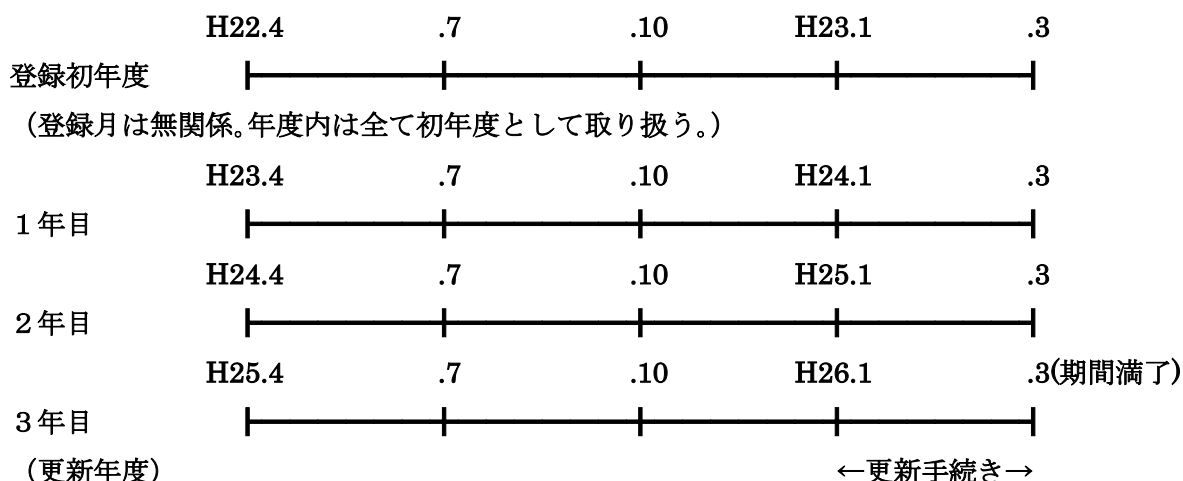 H22.4 .7 .10 H23.1 .3
登録初年度
（登録月は無関係。年度内は全て初年度として取り扱う。）
H23.4 .7 .10 H24.1 .3
１年目
H24.4 .7 .10 H25.1 .3
２年目
H25.4 .7 .10 H26.1 .3(期間満了)
３年目
（更新年度） ←更新手続き→